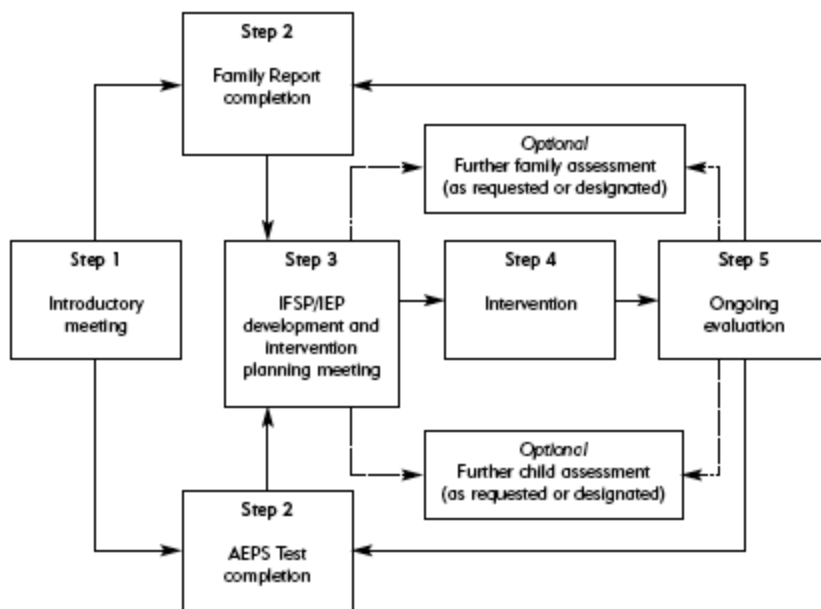 Step 2
Family Report
completion
Optional
Further family assessment
(as requested or designated)
Step 1
Introductory
meeting
Step 3
IFSP/IEP
development and
intervention
planning meeting
Step 4
Intervention
Step 5
Ongoing
evaluation
Optional
Further child assessment
(as requested or designated)
Step 2
AEPS Test
completion